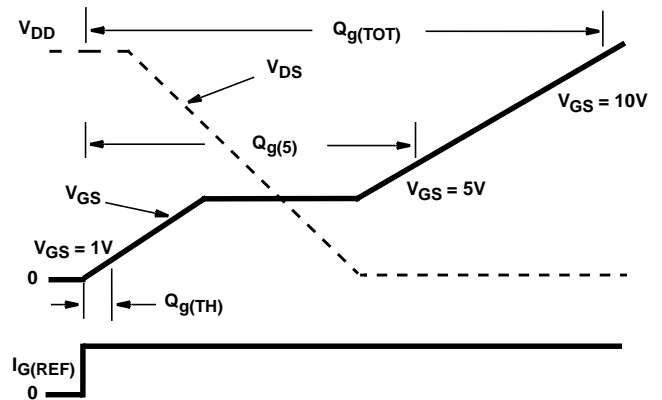 V_DD
Q_g(TOT)
V_DS
V_GS = 10V
Q_g(5)
V_GS = 5V
V_GS
V_GS = 1V
0
Q_g(TH)
I_G(REF)
0